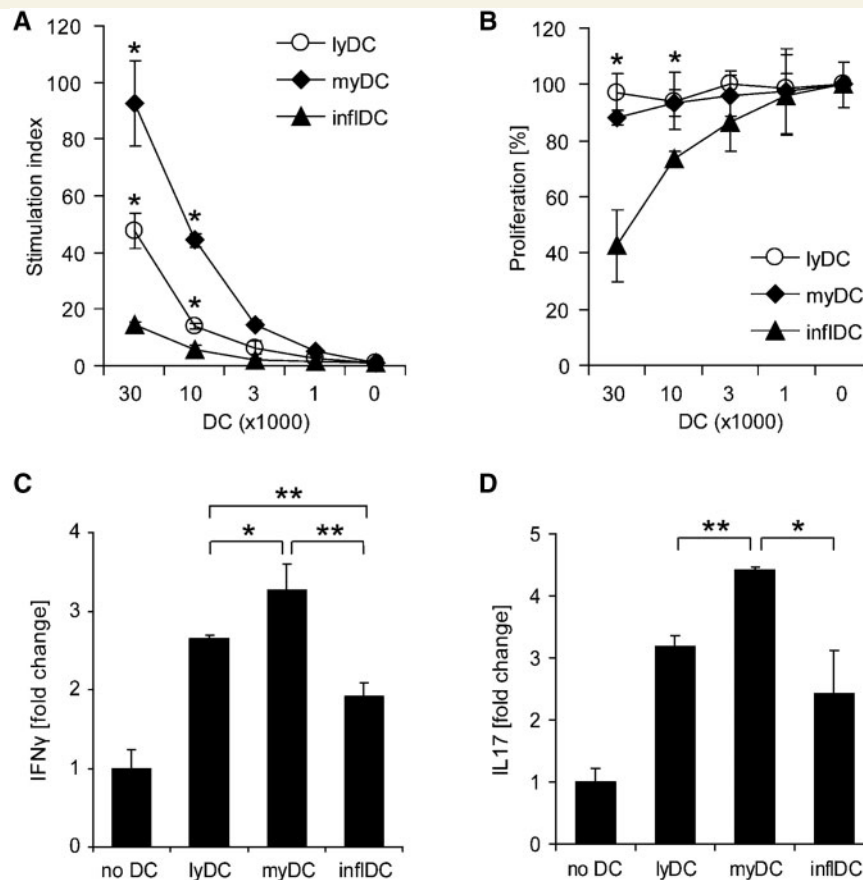 A
120
100
80
60
40
20
0
Stimulation index
lyDC
myDC
inflDC
*
*
*
*
30 10 3 1 0
DC (x1000)
B
120
100
80
60
40
20
0
Proliferation [%]
* *
lyDC
myDC
inflDC
30 10 3 1 0
DC (x1000)
C
4
3
2
1
0
IFNγ [fold change]
**
* **
no DC lyDC myDC inflDC
D
5
4
3
2
1
0
IL17 [fold change]
** *
no DC lyDC myDC inflDC